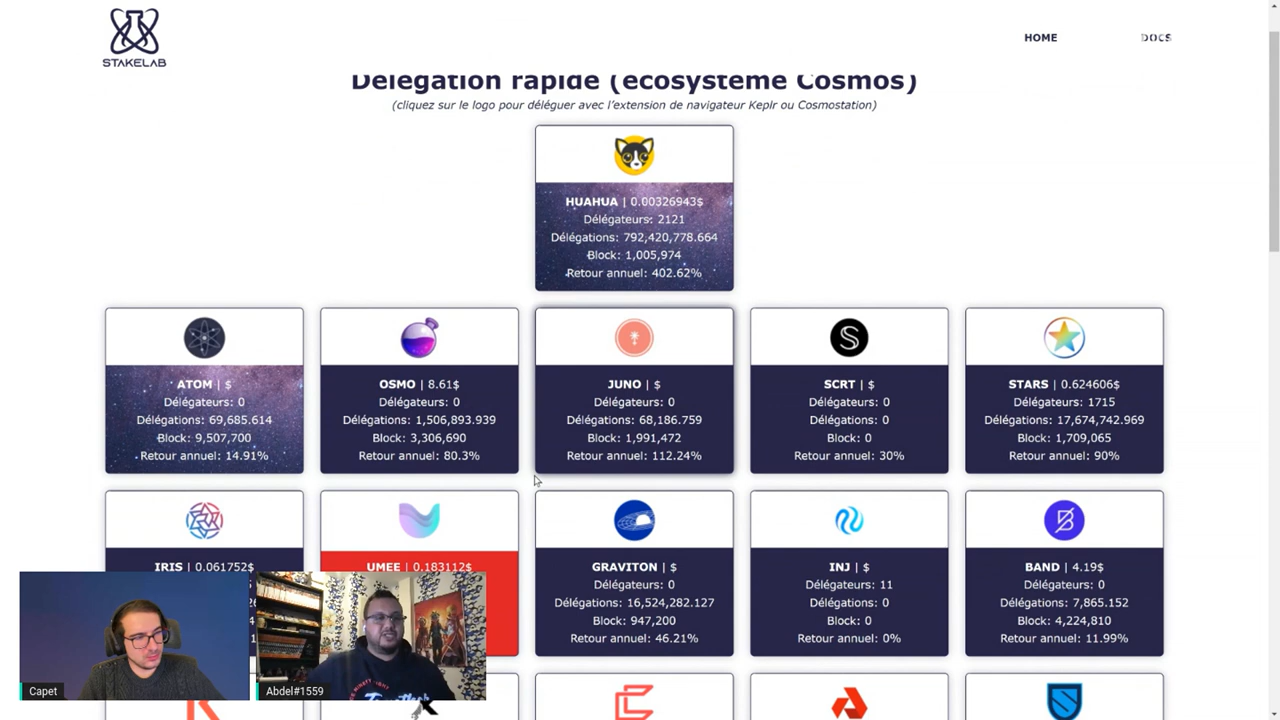 STAKELAB
HOME
DOCS
Délégation rapide (écosystème Cosmos)
(cliquez sur le logo pour déléguer avec l'extension de navigateur Keplr ou Cosmostation)
HUAHUA | 0.00326943$
Délégateurs: 2121
Délégations: 792,420,778.664
Block: 1,005,974
Retour annuel: 402.62%
ATOM | $
Délégateurs: 0
Délégations: 69,685.614
Block: 9,507,700
Retour annuel: 14.91%
OSMO | 8.61$
Délégateurs: 0
Délégations: 1,506,893.939
Block: 3,306,690
Retour annuel: 80.3%
JUNO | $
Délégateurs: 0
Délégations: 68,186.759
Block: 1,991,472
Retour annuel: 112.24%
SCRT | $
Délégateurs: 0
Délégations: 0
Block: 0
Retour annuel: 30%
STARS | 0.624606$
Délégateurs: 1715
Délégations: 17,674,742.969
Block: 1,709,065
Retour annuel: 90%
IRIS | 0.061752$
UMEE | 0.183112$
GRAVITON | $
Délégateurs: 0
Délégations: 16,524,282.127
Block: 947,200
Retour annuel: 46.21%
INJ | $
Délégateurs: 11
Délégations: 0
Block: 0
Retour annuel: 0%
BAND | 4.19$
Délégateurs: 0
Délégations: 7,865.152
Block: 4,224,810
Retour annuel: 11.99%
Capet
Abdel#1559